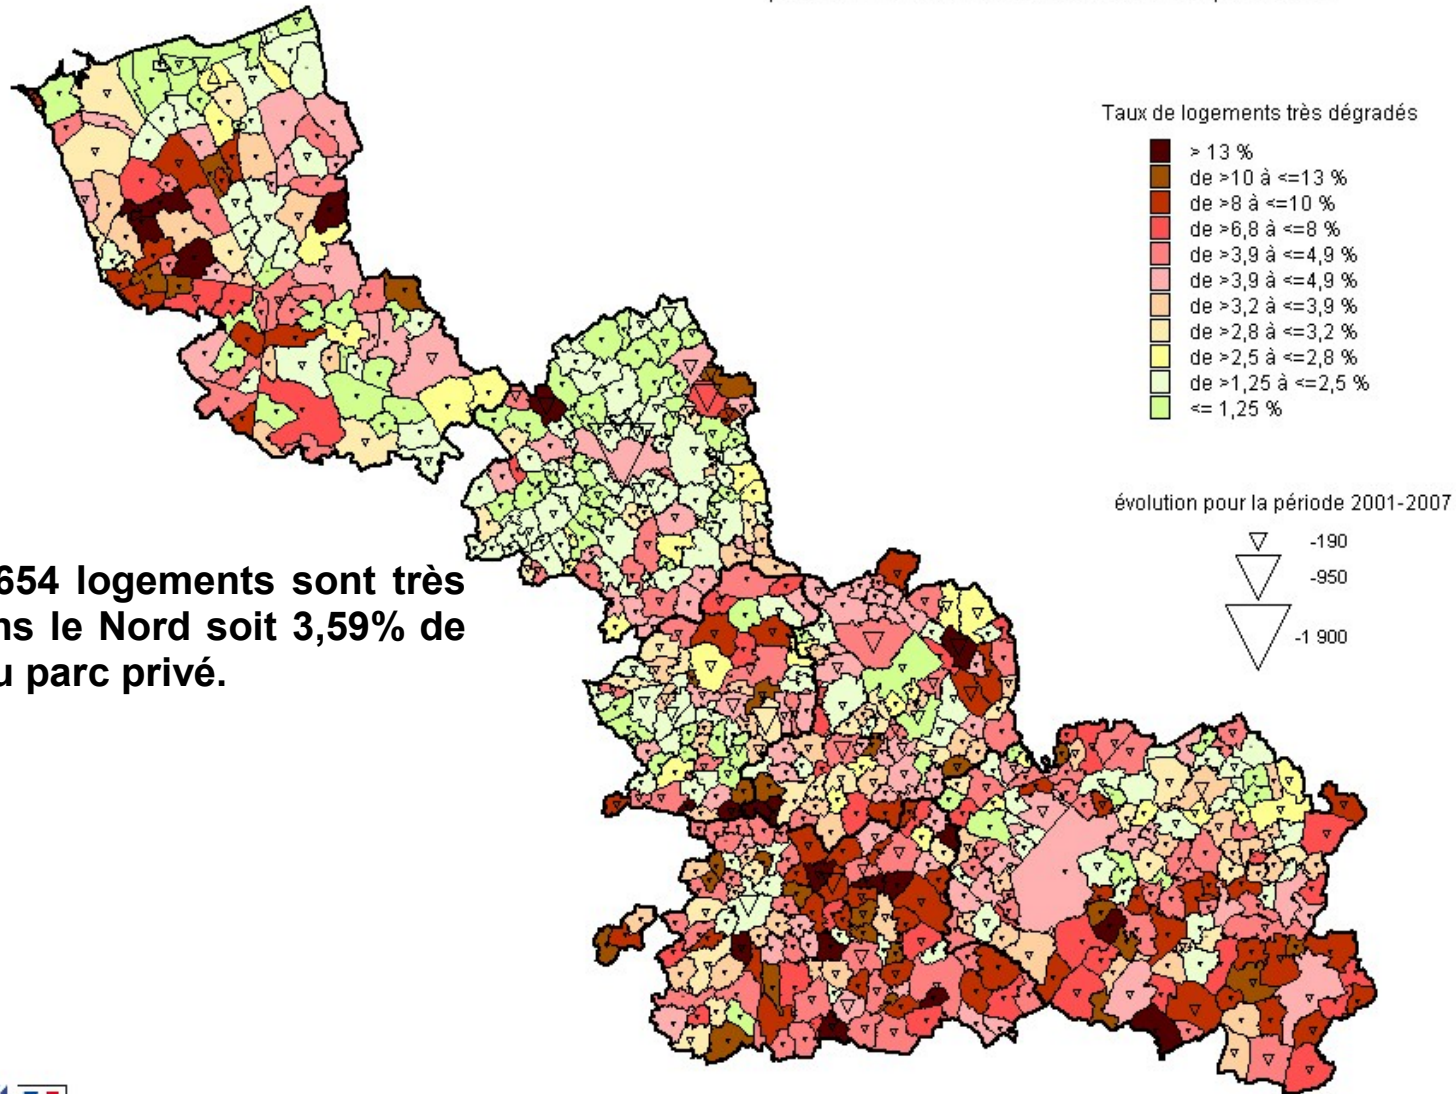 Taux de logements très dégradés
> 13 %
de >10 à <=13 %
de >8 à <=10 %
de >6,8 à <=8 %
de >3,9 à <=4,9 %
de >3,9 à <=4,9 %
de >3,2 à <=3,9 %
de >2,8 à <=3,2 %
de >2,5 à <=2,8 %
de >1,25 à <=2,5 %
<= 1,25 %
évolution pour la période 2001-2007
-190
-950
-1 900
654 logements sont très
ns le Nord soit 3,59% de
u parc privé.